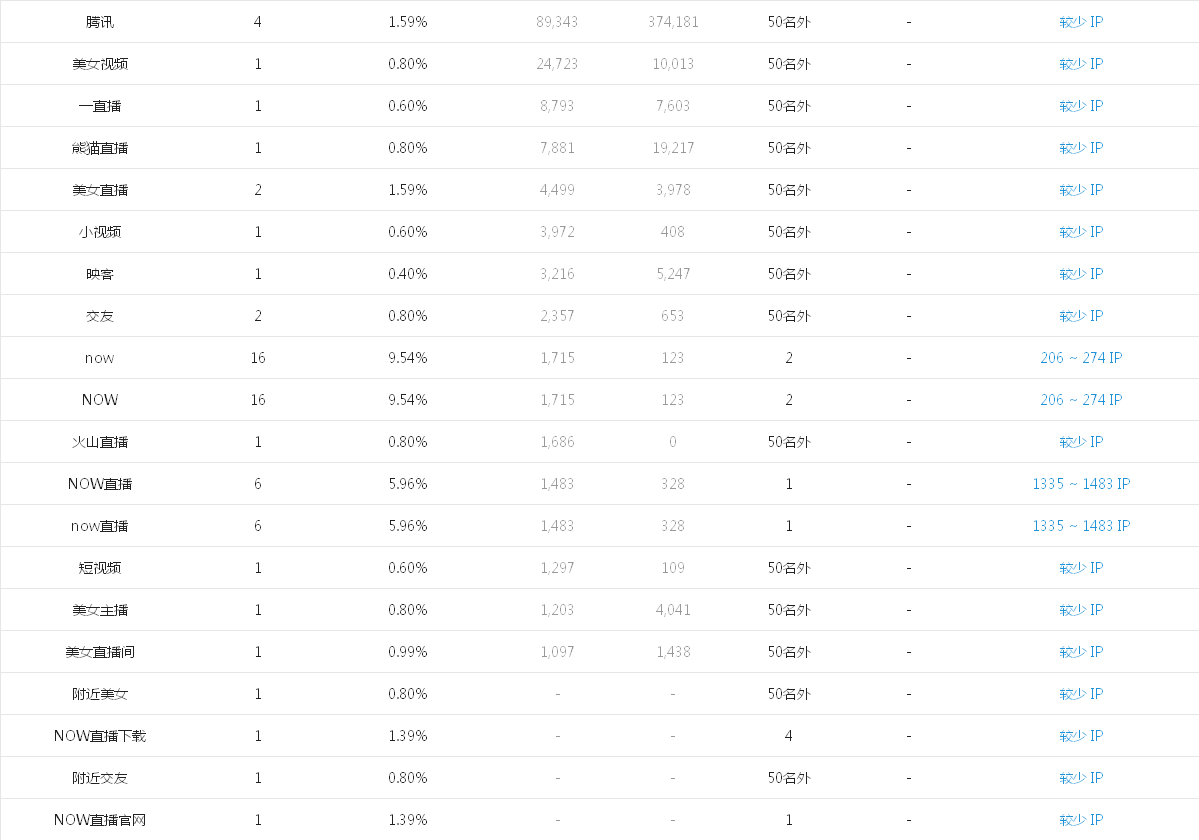 腾讯 4 1.59% 89,343 374,181 50名外 - 较少 IP
美女视频 1 0.80% 24,723 10,013 50名外 - 较少 IP
一直播 1 0.60% 8,793 7,603 50名外 - 较少 IP
熊猫直播 1 0.80% 7,881 19,217 50名外 - 较少 IP
美女直播 2 1.59% 4,499 3,978 50名外 - 较少 IP
小视频 1 0.60% 3,972 408 50名外 - 较少 IP
映客 1 0.40% 3,216 5,247 50名外 - 较少 IP
交友 2 0.80% 2,357 653 50名外 - 较少 IP
now 16 9.54% 1,715 123 2 - 206 ~ 274 IP
NOW 16 9.54% 1,715 123 2 - 206 ~ 274 IP
火山直播 1 0.80% 1,686 0 50名外 - 较少 IP
NOW直播 6 5.96% 1,483 328 1 - 1335 ~ 1483 IP
now直播 6 5.96% 1,483 328 1 - 1335 ~ 1483 IP
短视频 1 0.60% 1,297 109 50名外 - 较少 IP
美女主播 1 0.80% 1,203 4,041 50名外 - 较少 IP
美女直播间 1 0.99% 1,097 1,438 50名外 - 较少 IP
附近美女 1 0.80% - - 50名外 - 较少 IP
NOW直播下载 1 1.39% - - 4 - 较少 IP
附近交友 1 0.80% - - 50名外 - 较少 IP
NOW直播官网 1 1.39% - - 1 - 较少 IP